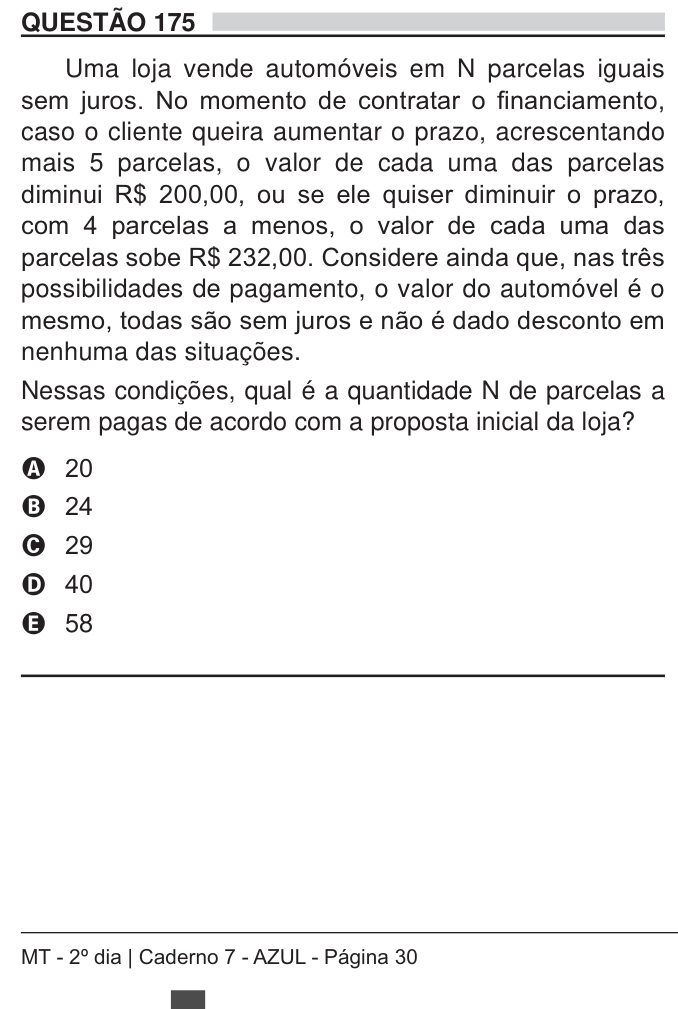 QUESTÃO 175
Uma loja vende automóveis em N parcelas iguais
sem juros. No momento de contratar o financiamento,
caso o cliente queira aumentar o prazo, acrescentando
mais 5 parcelas, o valor de cada uma das parcelas
diminui R$ 200,00, ou se ele quiser diminuir o prazo,
com 4 parcelas a menos, o valor de cada uma das
parcelas sobe R$ 232,00. Considere ainda que, nas três
possibilidades de pagamento, o valor do automóvel é o
mesmo, todas são sem juros e não é dado desconto em
nenhuma das situações.
Nessas condições, qual é a quantidade N de parcelas a
serem pagas de acordo com a proposta inicial da loja?
A 20
B 24
C 29
D 40
E 58
MT - 2º dia | Caderno 7 - AZUL - Página 30